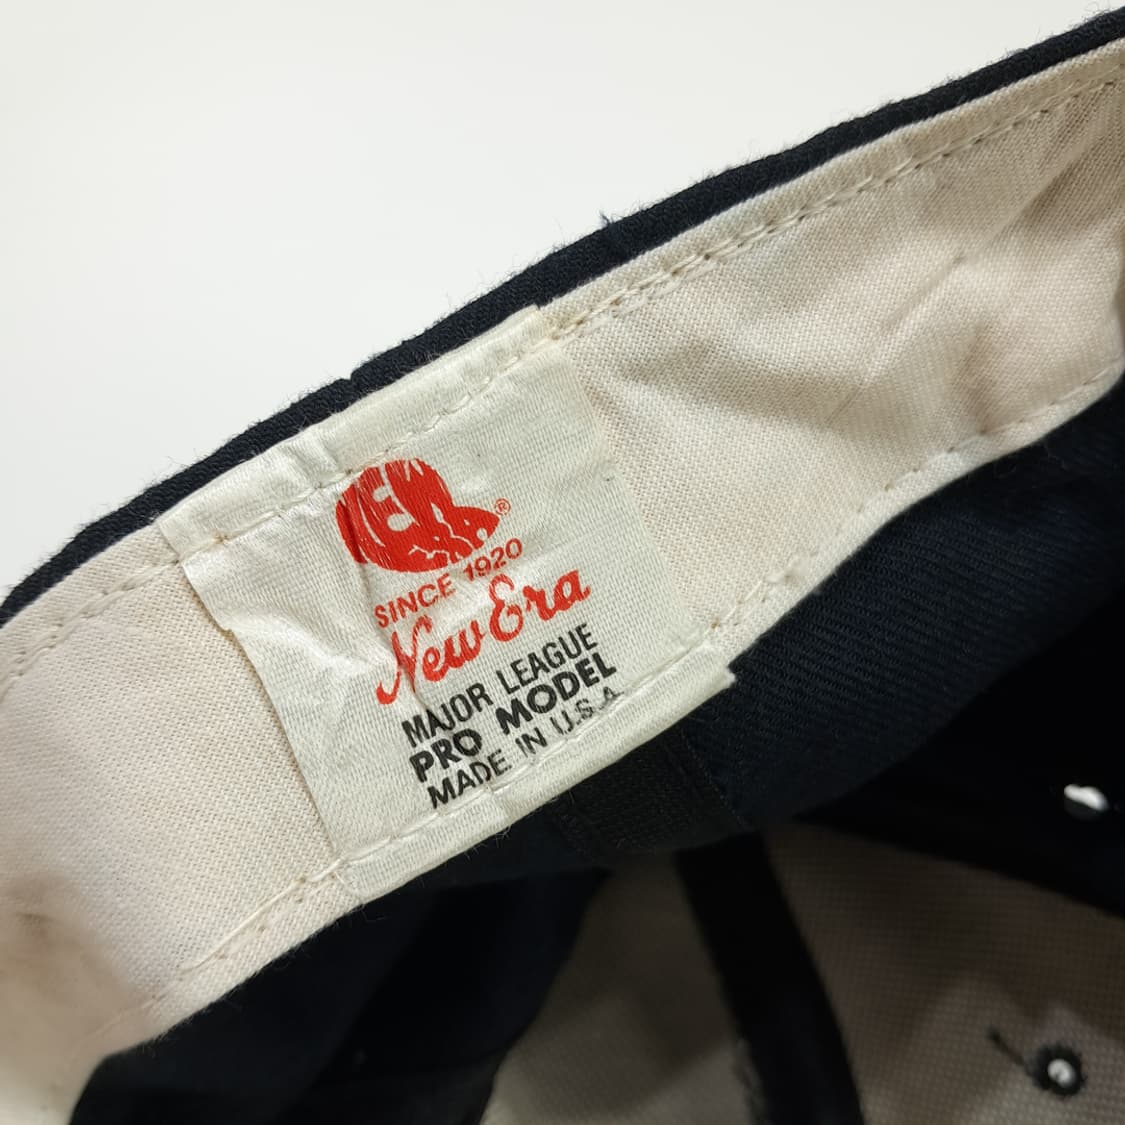 NEW
ERA
®
SINCE 1920
New Era
MAJOR LEAGUE
PRO MODEL
MADE IN U.S.A.